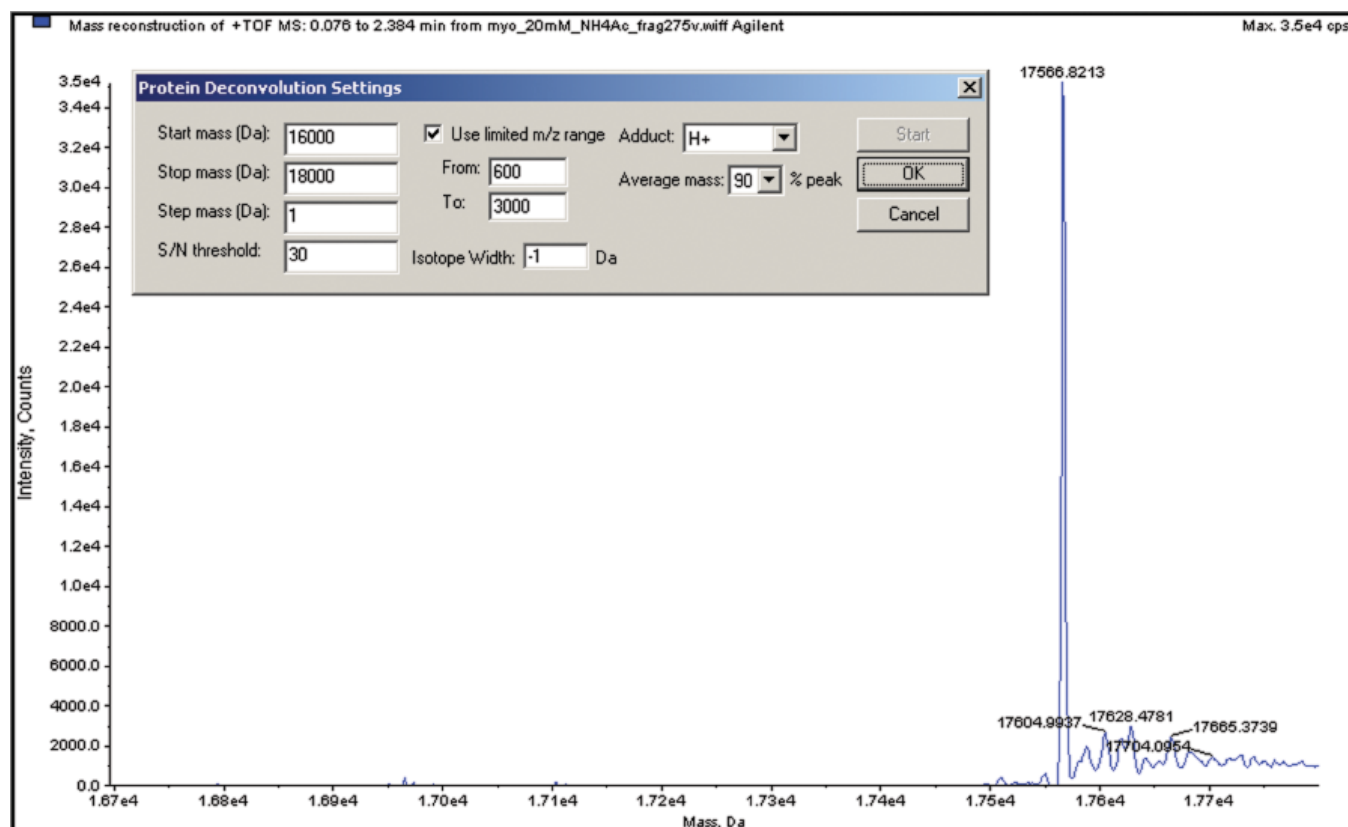 Mass reconstruction of +TOF MS: 0.076 to 2.384 min from myo_20mM_NH4Ac_frag275v.wiff Agilent
Max. 3.5e4 cps
17566.8213
3.5e4
3.4e4
3.2e4
3.0e4
2.8e4
2.6e4
2.4e4
2.2e4
2.0e4
1.8e4
1.6e4
1.4e4
1.2e4
1.0e4
8000.0
6000.0
4000.0
2000.0
0.0
Intensity, Counts
Protein Deconvolution Settings
Start mass (Da): 16000
Stop mass (Da): 18000
Step mass (Da): 1
S/N threshold: 30
Use limited m/z range
From: 600
To: 3000
Isotope Width: -1 Da
Adduct: H+
Average mass: 90 % peak
Start
OK
Cancel
17604.9937
17628.4781
17665.3739
17704.0954
1.67e4 1.68e4 1.69e4 1.70e4 1.71e4 1.72e4 1.73e4 1.74e4 1.75e4 1.76e4 1.77e4
Mass, Da